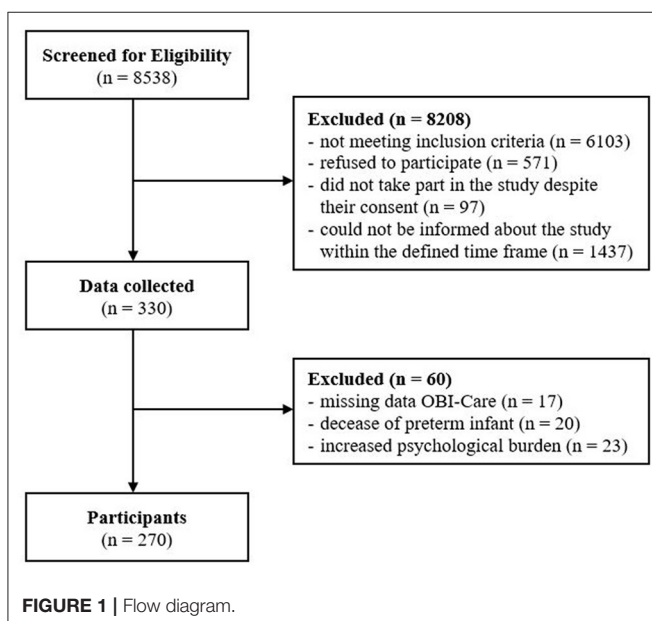 Screened for Eligibility
(n = 8538)
Excluded (n = 8208)
- not meeting inclusion criteria (n = 6103)
- refused to participate (n = 571)
- did not take part in the study despite
their consent (n = 97)
- could not be informed about the study
within the defined time frame (n = 1437)
Data collected
(n = 330)
Excluded (n = 60)
- missing data OBI-Care (n = 17)
- decease of preterm infant (n = 20)
- increased psychological burden (n = 23)
Participants
(n = 270)
FIGURE 1 | Flow diagram.